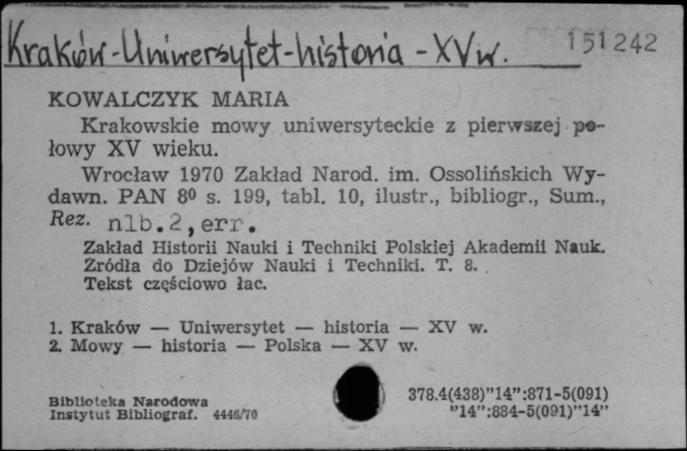 Kraków-Uniwersytet-historia - XV w. 151242
KOWALCZYK MARIA
Krakowskie mowy uniwersyteckie z pierwszej po-
łowy XV wieku.
Wrocław 1970 Zakład Narod. im. Ossolińskich Wy-
dawn. PAN 8⁰ s. 199, tabl. 10, ilustr., bibliogr., Sum.,
Rez. nlb.2,err.
Zakład Historii Nauki i Techniki Polskiej Akademii Nauk.
Źródła do Dziejów Nauki i Techniki. T. 8.
Tekst częściowo łac.
1. Kraków — Uniwersytet — historia — XV w.
2. Mowy — historia — Polska — XV w.
Biblioteka Narodowa
Instytut Bibliograf. 4446/70
378.4(438)"14":871-5(091)
"14":884-5(091)"14"